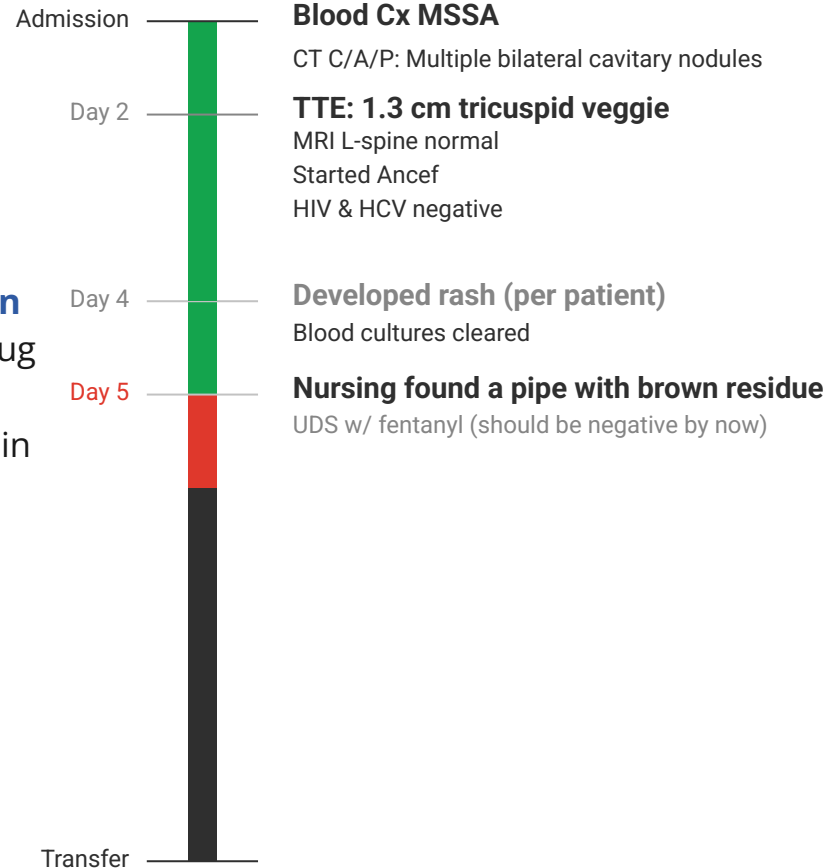 Admission
Blood Cx MSSA
CT C/A/P: Multiple bilateral cavitary nodules
Day 2
TTE: 1.3 cm tricuspid veggie
MRI L-spine normal
Started Ancef
HIV & HCV negative
n
Day 4
Developed rash (per patient)
Blood cultures cleared
ug
Day 5
Nursing found a pipe with brown residue
UDS w/ fentanyl (should be negative by now)
in
Transfer